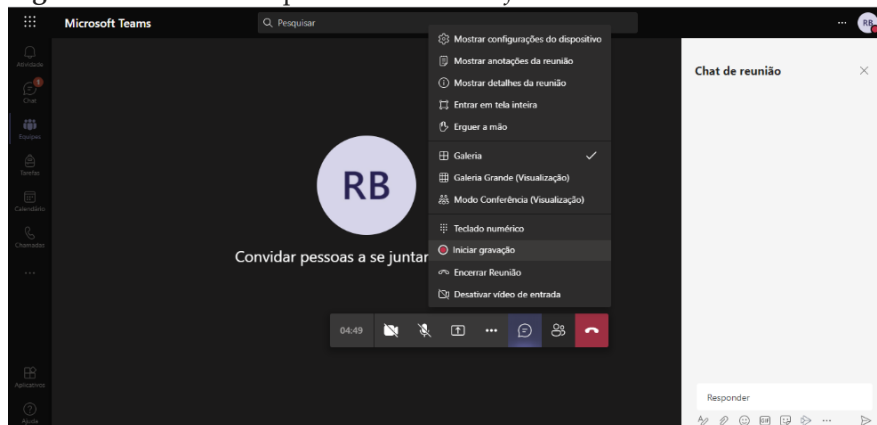 Microsoft Teams
Pesquisar
RB
Atividade
1
Chat
Equipes
Tarefas
Calendário
Chamadas
Aplicativos
Ajuda
RB
Convidar pessoas a se juntar
Mostrar configurações do dispositivo
Mostrar anotações da reunião
Mostrar detalhes da reunião
Entrar em tela inteira
Erguer a mão
Galeria
Galeria Grande (Visualização)
Modo Conferência (Visualização)
Teclado numérico
Iniciar gravação
Encerrar Reunião
Desativar vídeo de entrada
04:49
Chat de reunião
Responder
GIF